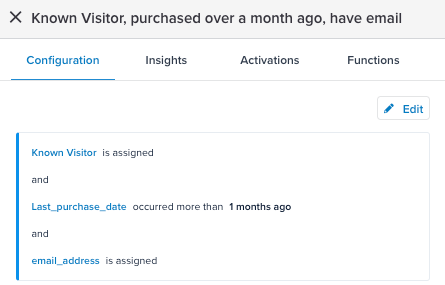 Known Visitor, purchased over a month ago, have email
Configuration Insights Activations Functions
Edit
Known Visitor is assigned
and
Last_purchase_date occurred more than 1 months ago
and
email_address is assigned